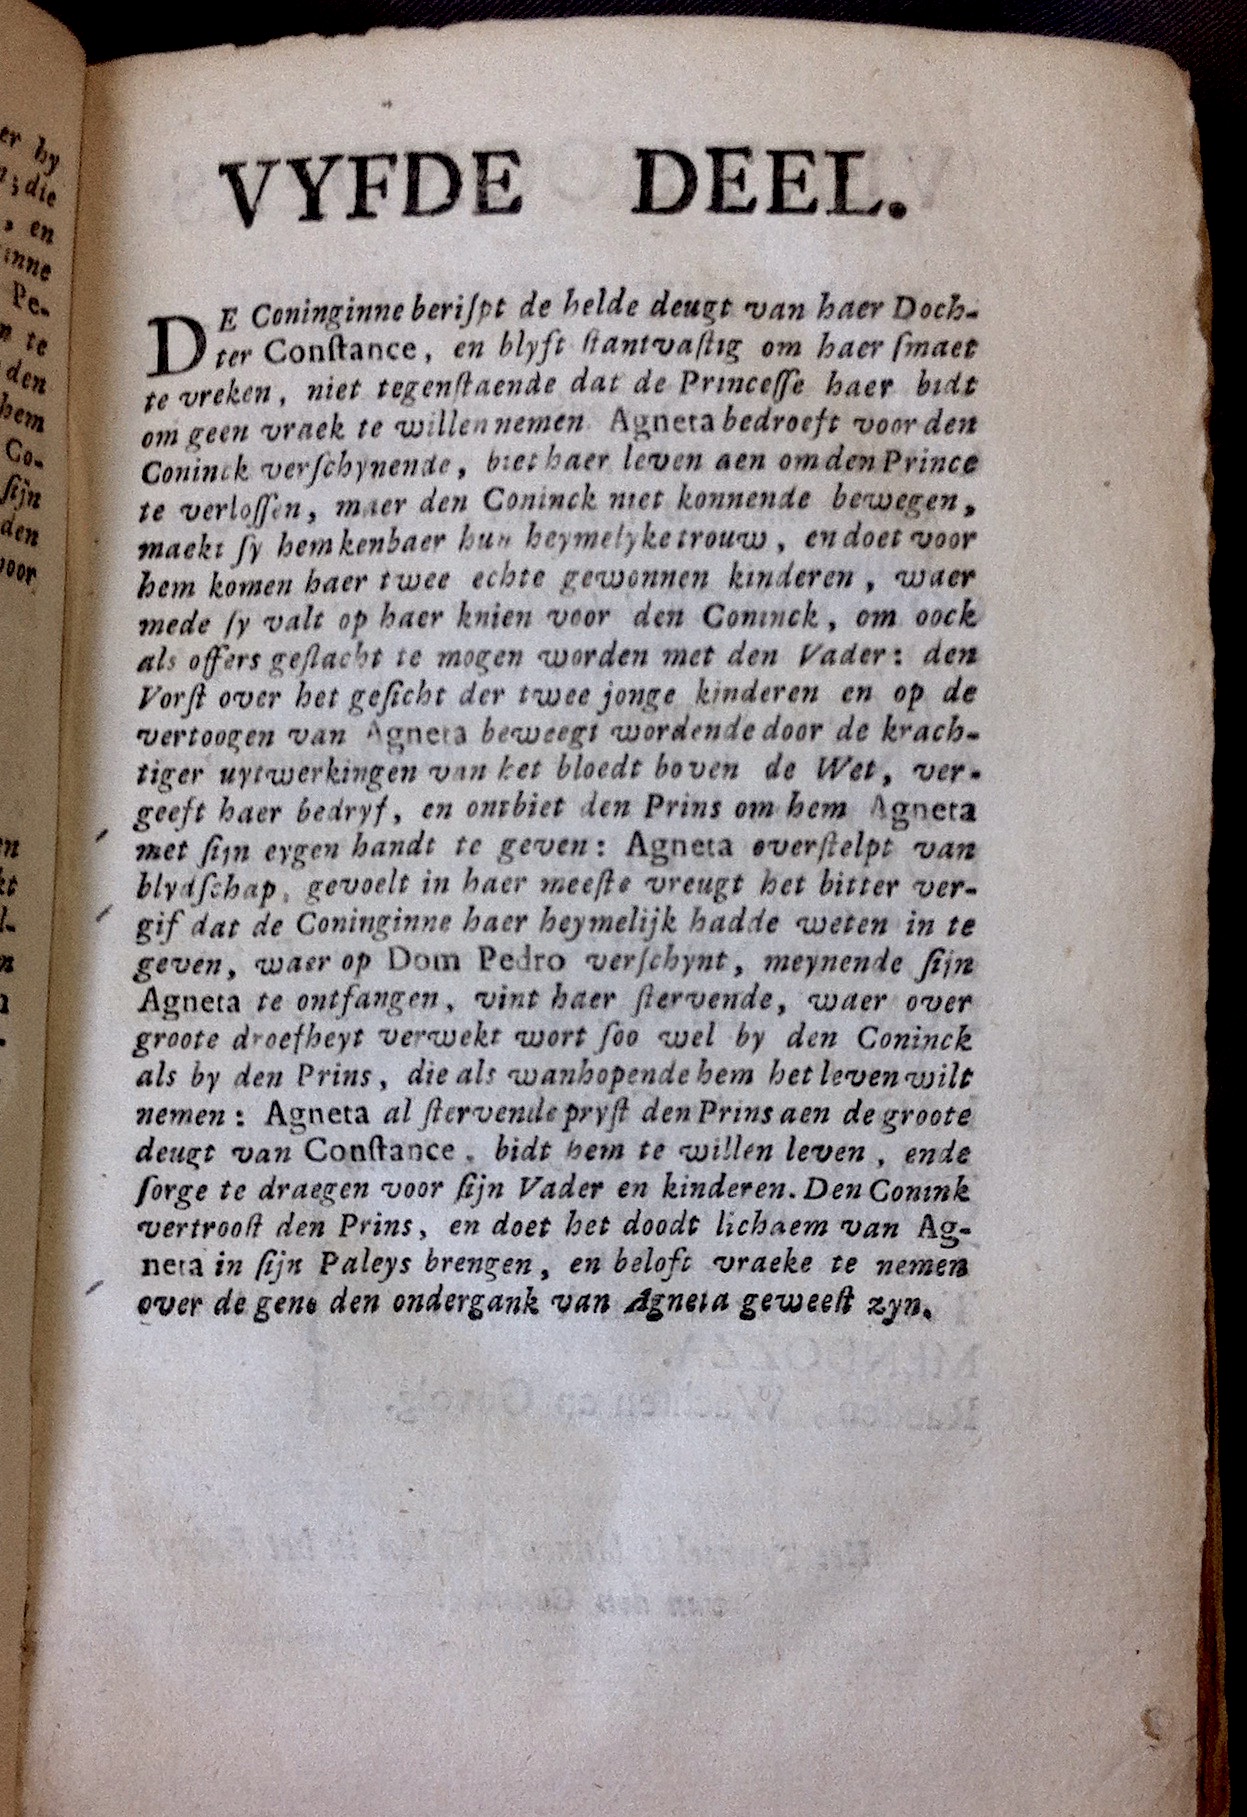 VYFDE DEEL.
DE Coninginne beriſpt de helde deugt van haer Doch-
ter Conſtance, en blyft ſtantvaſtig om haer ſmaet
te vreken, niet tegenſtaende dat de Princeſſe haer bidt
om geen vraek te willen nemen. Agneta bedroeft voor den
Coninck verſchynende, biet haer leven aen om den Prince
te verloſſen, maer den Coninck niet konnende bewegen,
maekt ſy hem kenbaer hun heymelyke trouw, en doet voor
hem komen haer twee echte gewonnen kinderen, waer
mede ſy valt op haer knien voor den Coninck, om oock
als offers geſlacht te mogen worden met den Vader: den
Vorſt over het geſicht der twee jonge kinderen en op de
vertoogen van Agneta beweegt wordende door de krach-
tiger uytwerkingen van het bloedt boven de Wet, ver-
geeft haer bedryf, en ontbiet den Prins om hem Agneta
met ſijn eygen handt te geven: Agneta overſtelpt van
blydſchap, gevoelt in haer meeſte vreugt het bitter ver-
gif dat de Coninginne haer heymelijk hadde weten in te
geven, waer op Dom Pedro verſchynt, meynende ſijn
Agneta te ontfangen, vint haer ſtervende, waer over
groote droefheyt verwekt wort ſoo wel by den Coninck
als by den Prins, die als wanhopende hem het leven wilt
nemen: Agneta al ſtervende pryſt den Prins aen de groote
deugt van Conſtance, bidt hem te willen leven, ende
ſorge te draegen voor ſijn Vader en kinderen. Den Conink
vertrooſt den Prins, en doet het doodt lichaem van Ag-
neta in ſijn Paleys brengen, en beloft vraeke te nemen
over de gene den ondergank van Agneta geweeſt zyn.